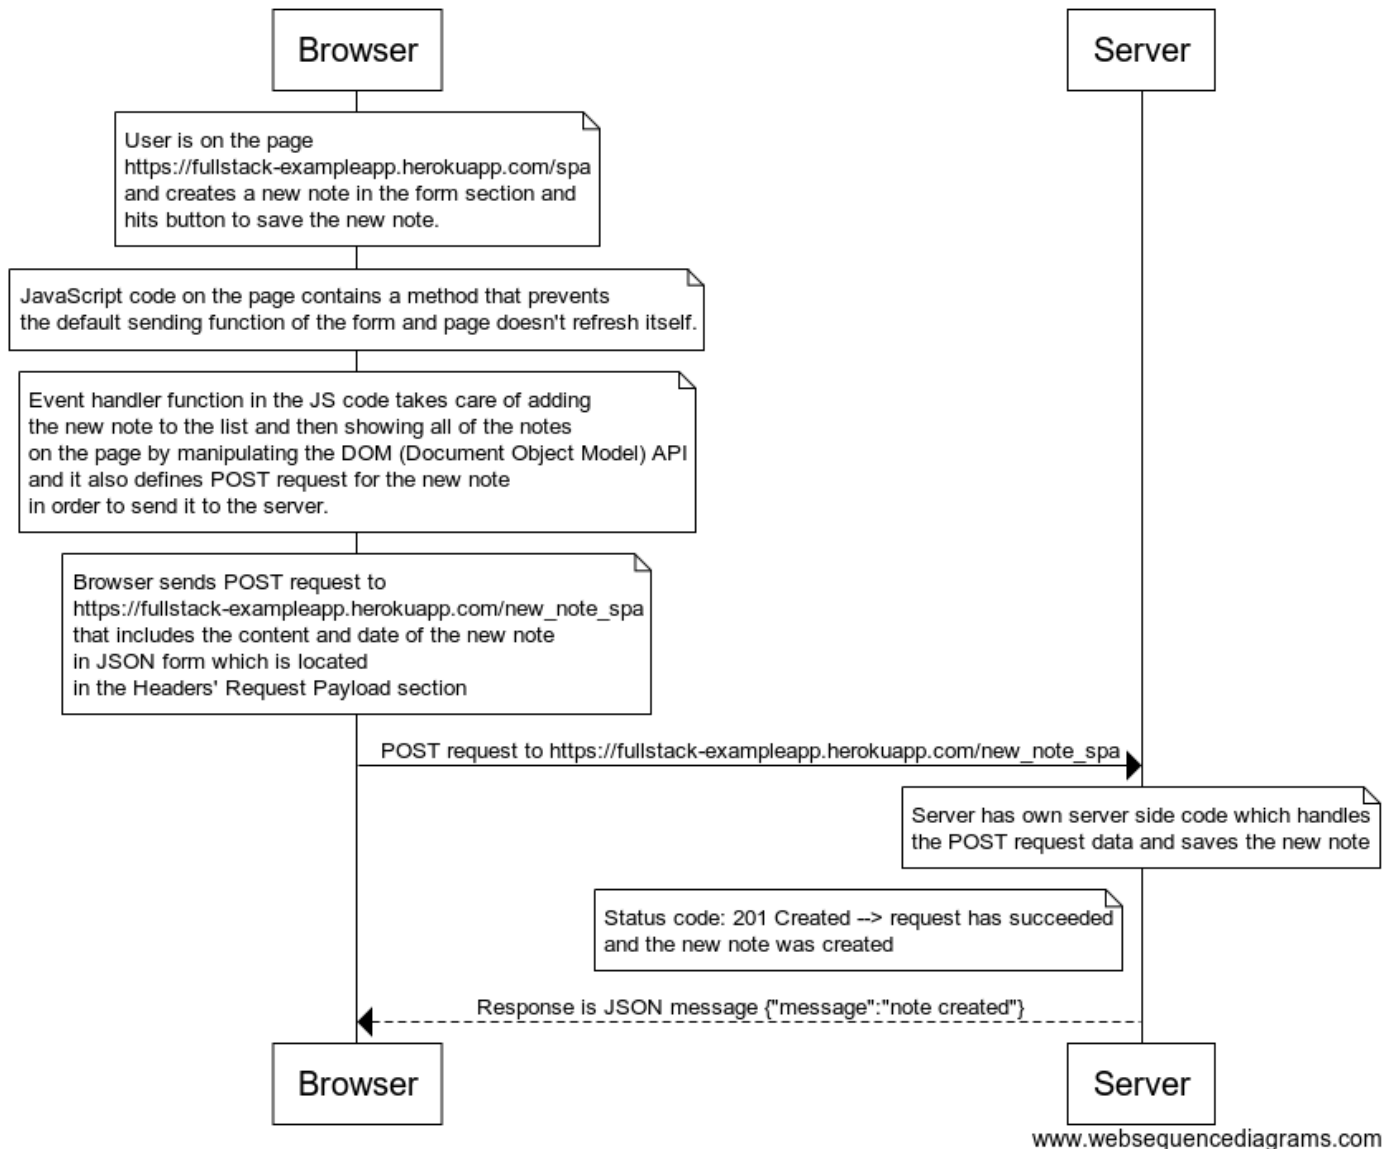 Browser
Server
User is on the page
https://fullstack-exampleapp.herokuapp.com/spa
and creates a new note in the form section and
hits button to save the new note.
JavaScript code on the page contains a method that prevents
the default sending function of the form and page doesn't refresh itself.
Event handler function in the JS code takes care of adding
the new note to the list and then showing all of the notes
on the page by manipulating the DOM (Document Object Model) API
and it also defines POST request for the new note
in order to send it to the server.
Browser sends POST request to
https://fullstack-exampleapp.herokuapp.com/new_note_spa
that includes the content and date of the new note
in JSON form which is located
in the Headers' Request Payload section
POST request to https://fullstack-exampleapp.herokuapp.com/new_note_spa
Server has own server side code which handles
the POST request data and saves the new note
Status code: 201 Created --> request has succeeded
and the new note was created
Response is JSON message {"message":"note created"}
Browser
Server
www.websequencediagrams.com